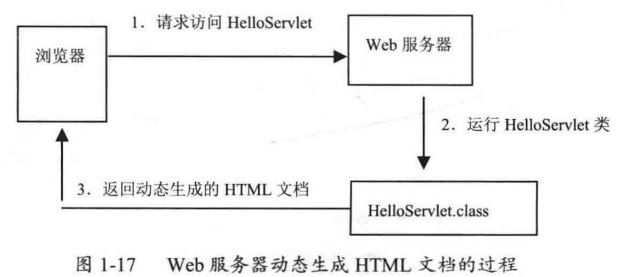 1．请求访问 HelloServlet
浏览器
Web 服务器
2．运行 HelloServlet 类
3．返回动态生成的 HTML 文档
HelloServlet.class
图 1-17 Web 服务器动态生成 HTML 文档的过程